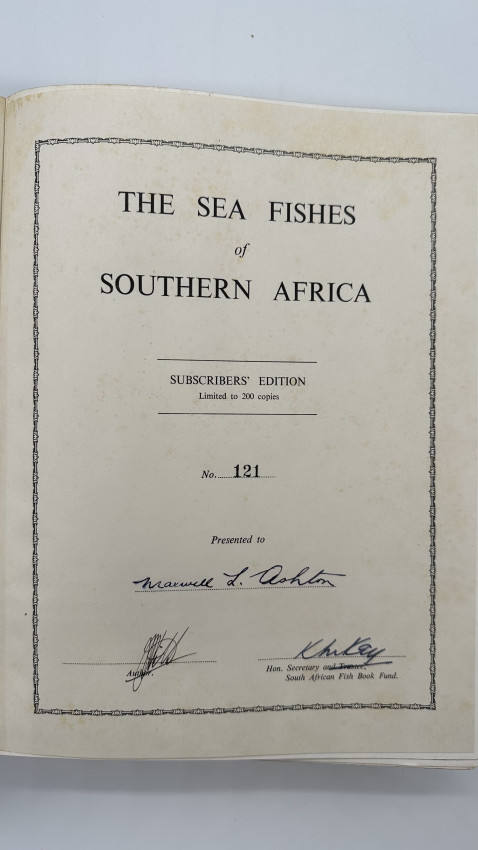 THE SEA FISHES
of
SOUTHERN AFRICA
SUBSCRIBERS' EDITION
Limited to 200 copies
No. 121
Presented to
Maxwell L. Ashton
Author.
Hon. Secretary and Trustee,
South African Fish Book Fund.